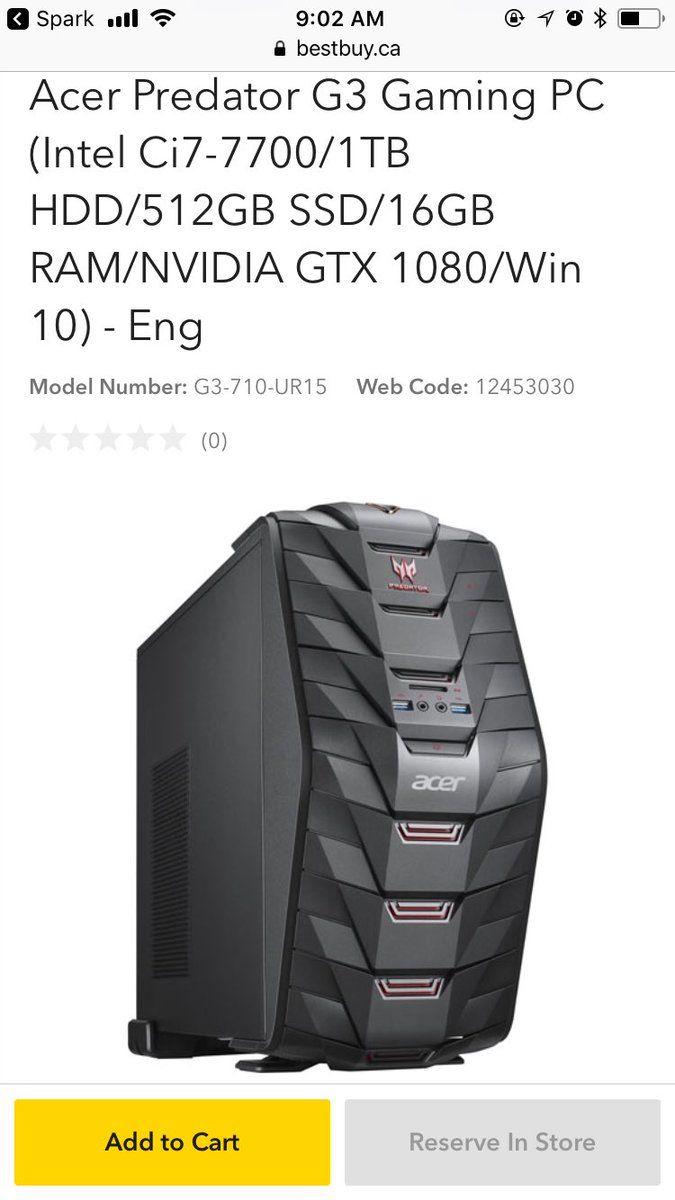 Spark 9:02 AM
bestbuy.ca
Acer Predator G3 Gaming PC
(Intel Ci7-7700/1TB
HDD/512GB SSD/16GB
RAM/NVIDIA GTX 1080/Win
10) - Eng
Model Number: G3-710-UR15 Web Code: 12453030
(0)
PREDATOR
acer
Add to Cart
Reserve In Store